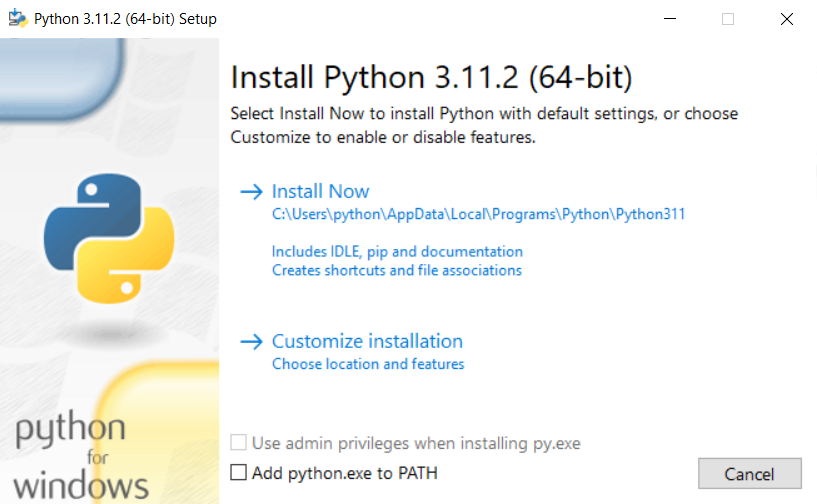 Python 3.11.2 (64-bit) Setup
Install Python 3.11.2 (64-bit)
Select Install Now to install Python with default settings, or choose
Customize to enable or disable features.
Install Now
C:\Users\python\AppData\Local\Programs\Python\Python311
Includes IDLE, pip and documentation
Creates shortcuts and file associations
Customize installation
Choose location and features
Use admin privileges when installing py.exe
Add python.exe to PATH
Cancel
python
for
windows